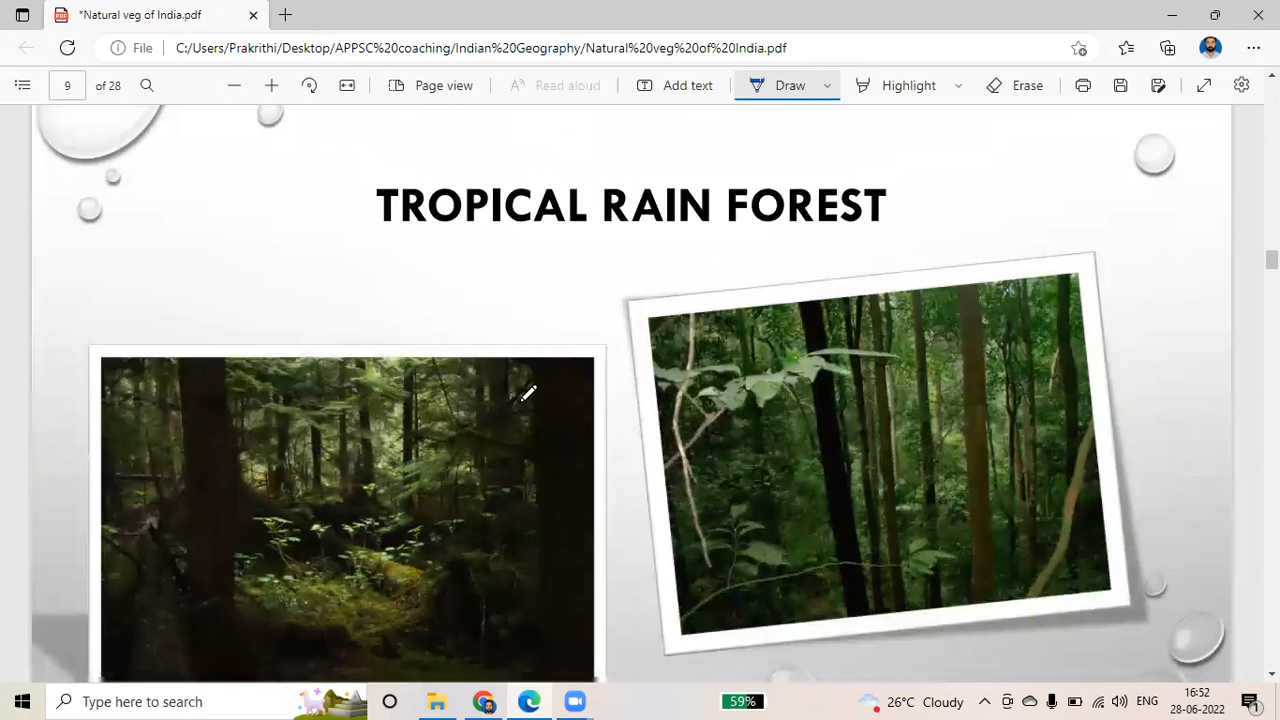 *Natural veg of India.pdf
File C:/Users/Prakrithi/Desktop/APPSC%20coaching/Indian%20Geography/Natural%20veg%20of%20India.pdf
9 of 28 Page view Read aloud Add text Draw Highlight Erase
TROPICAL RAIN FOREST
Type here to search 59% 26°C Cloudy ENG 16:52
28-06-2022 1